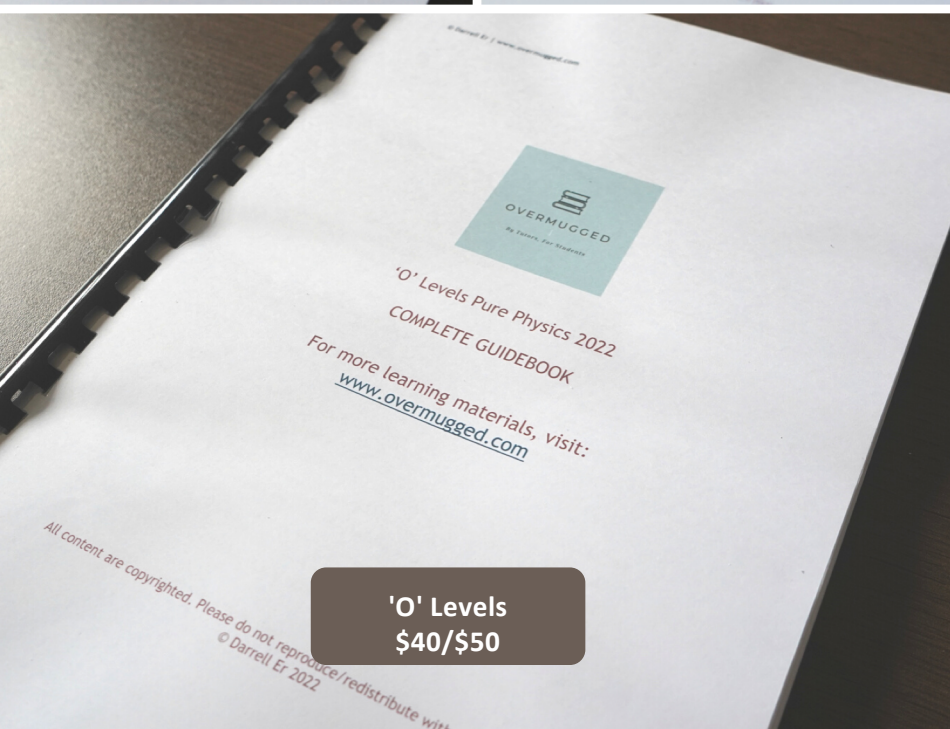 © Darrell Er | www.overmugged.com
OVERMUGGED
By Tutors, For Students
'O' Levels Pure Physics 2022
COMPLETE GUIDEBOOK
For more learning materials, visit:
www.overmugged.com
All content are copyrighted. Please do not reproduce/redistribute with
© Darrell Er 2022
'O' Levels
$40/$50